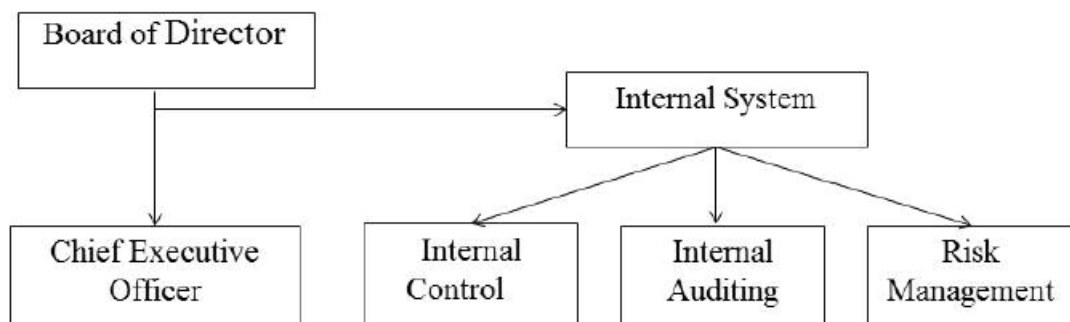 Board of Director
Internal System
Chief Executive
Officer
Internal
Control
Internal
Auditing
Risk
Management